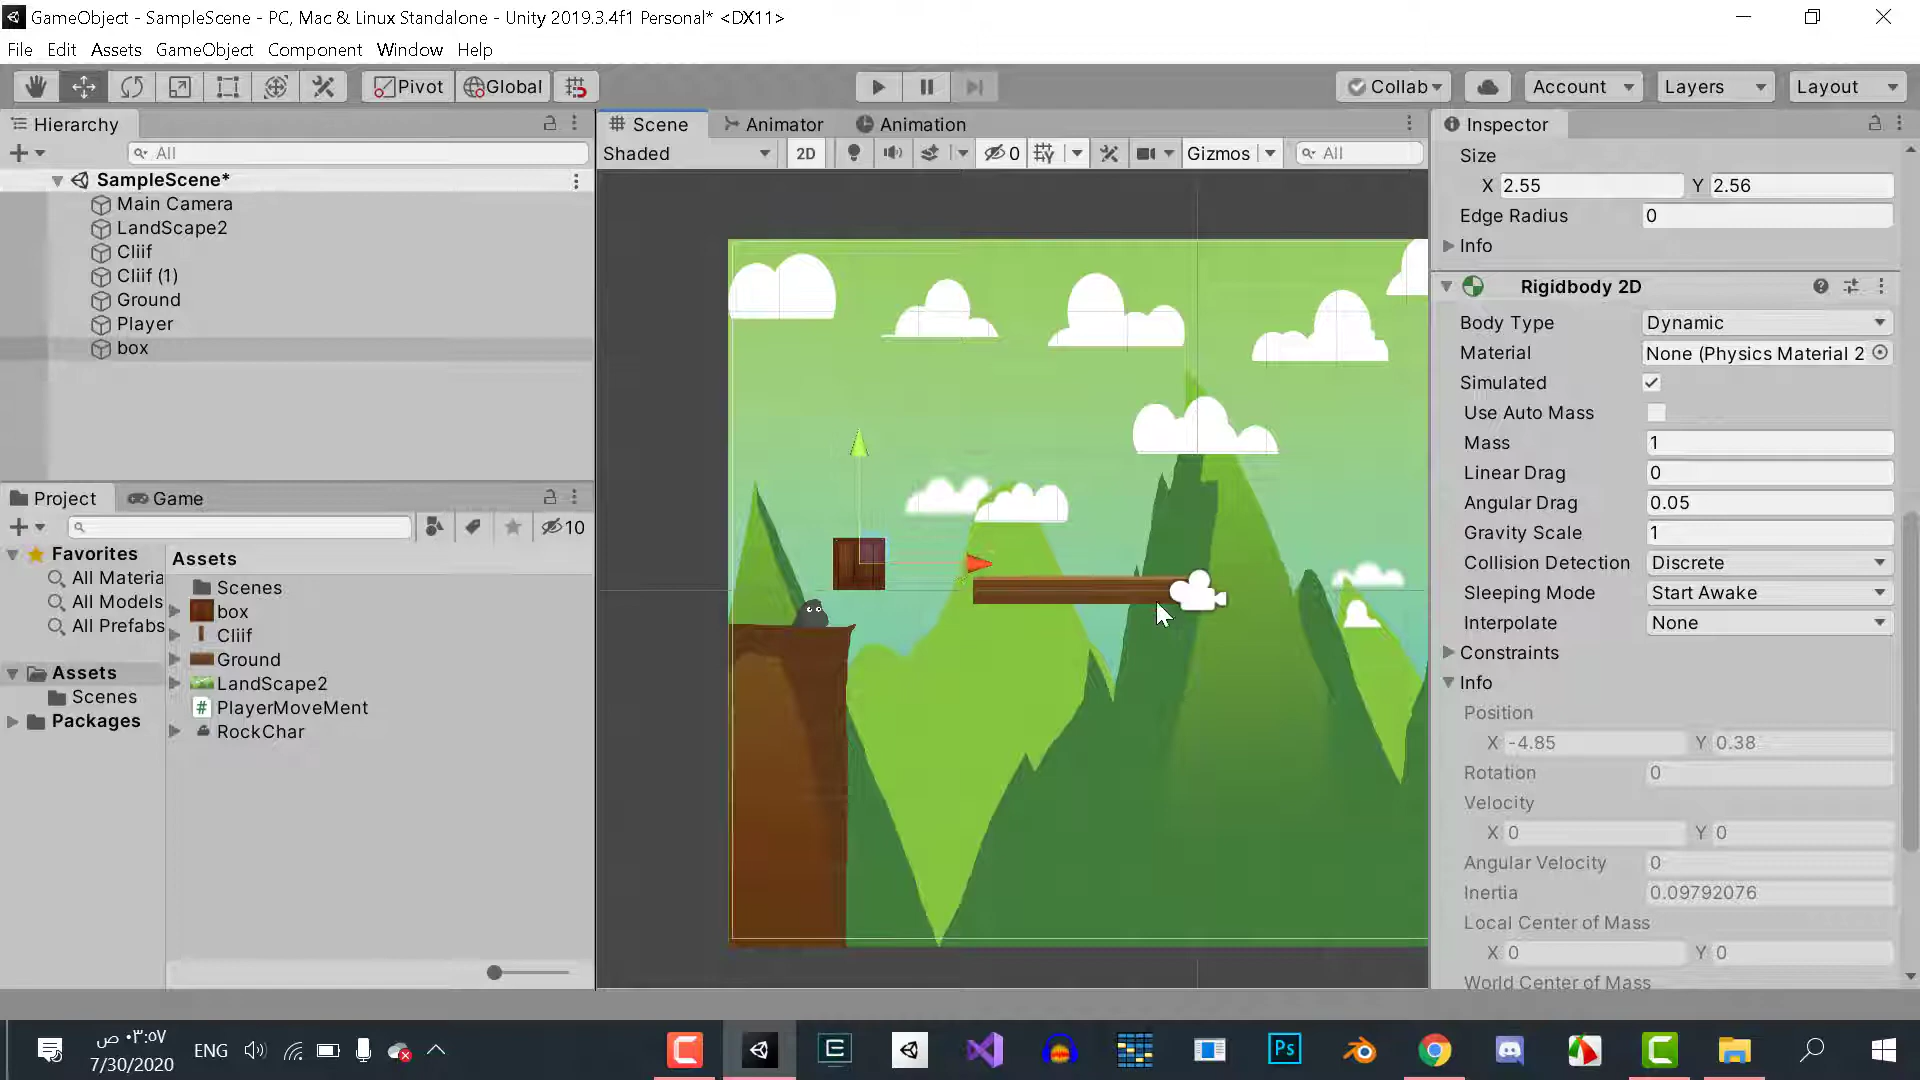 GameObject - SampleScene - PC, Mac & Linux Standalone - Unity 2019.3.4f1 Personal* <DX11>
File Edit Assets GameObject Component Window Help
Pivot Global Collab Account Layers Layout
Hierarchy
All
SampleScene*
Main Camera
LandScape2
Cliif
Cliif (1)
Ground
Player
box
Project Game
10
Favorites
All Materia
All Models
All Prefabs
Assets
Scenes
Packages
Assets
Scenes
box
Cliif
Ground
LandScape2
PlayerMoveMent
RockChar
Scene Animator Animation
Shaded 2D 0 Gizmos All
Inspector
Size
X 2.55 Y 2.56
Edge Radius 0
Info
Rigidbody 2D
Body Type Dynamic
Material None (Physics Material 2
Simulated
Use Auto Mass
Mass 1
Linear Drag 0
Angular Drag 0.05
Gravity Scale 1
Collision Detection Discrete
Sleeping Mode Start Awake
Interpolate None
Constraints
Info
Position
X -4.85 Y 0.38
Rotation 0
Velocity
X 0 Y 0
Angular Velocity 0
Inertia 0.09792076
Local Center of Mass
X 0 Y 0
World Center of Mass
٠٣:٥٧ ص
7/30/2020
ENG
Ps